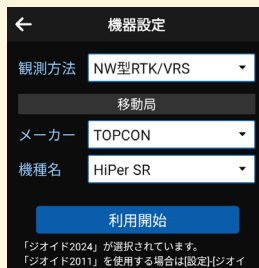 機器設定
観測方法 NW型RTK/VRS
移動局
メーカー TOPCON
機種名 HiPer SR
利用開始
「ジオイド2024」が選択されています。
「ジオイド2011」を使用する場合は[設定]-[ジオイ